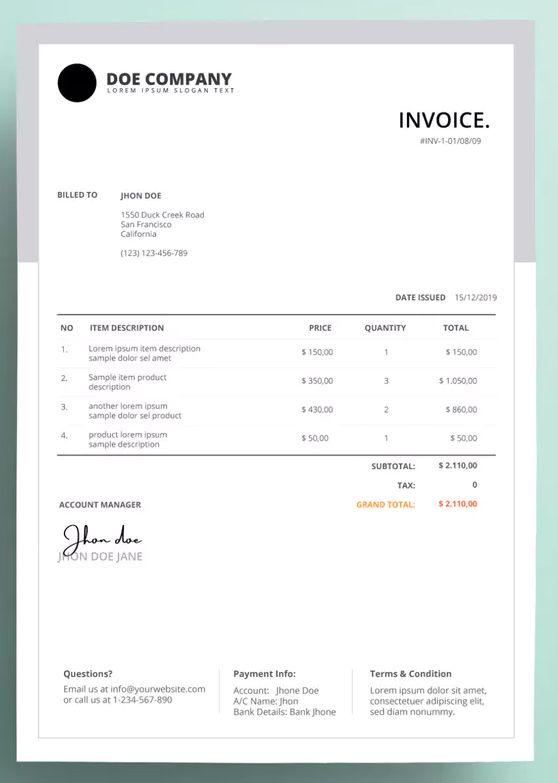 DOE COMPANY
LOREM IPSUM SLOGAN TEXT
INVOICE.
#INV-1-01/08/09
BILLED TO JHON DOE
1550 Duck Creek Road
San Francisco
California
(123) 123-456-789
DATE ISSUED 15/12/2019
NO ITEM DESCRIPTION PRICE QUANTITY TOTAL
1. Lorem ipsum item description
sample dolor sel amet
$ 150,00 1 $ 150,00
2. Sample item product
description
$ 350,00 3 $ 1.050,00
3. another lorem ipsum
sample dolor sel product
$ 430,00 2 $ 860,00
4. product lorem ipsum
sample description
$ 50,00 1 $ 50,00
SUBTOTAL: $ 2.110,00
TAX: 0
ACCOUNT MANAGER GRAND TOTAL: $ 2.110,00
Jhon doe
JHON DOE JANE
Questions?
Email us at info@yourwebsite.com
or call us at 1-234-567-890
Payment Info:
Account: Jhone Doe
A/C Name: Jhon
Bank Details: Bank Jhone
Terms & Condition
Lorem ipsum dolor sit amet,
consectetuer adipiscing elit,
sed diam nonummy.